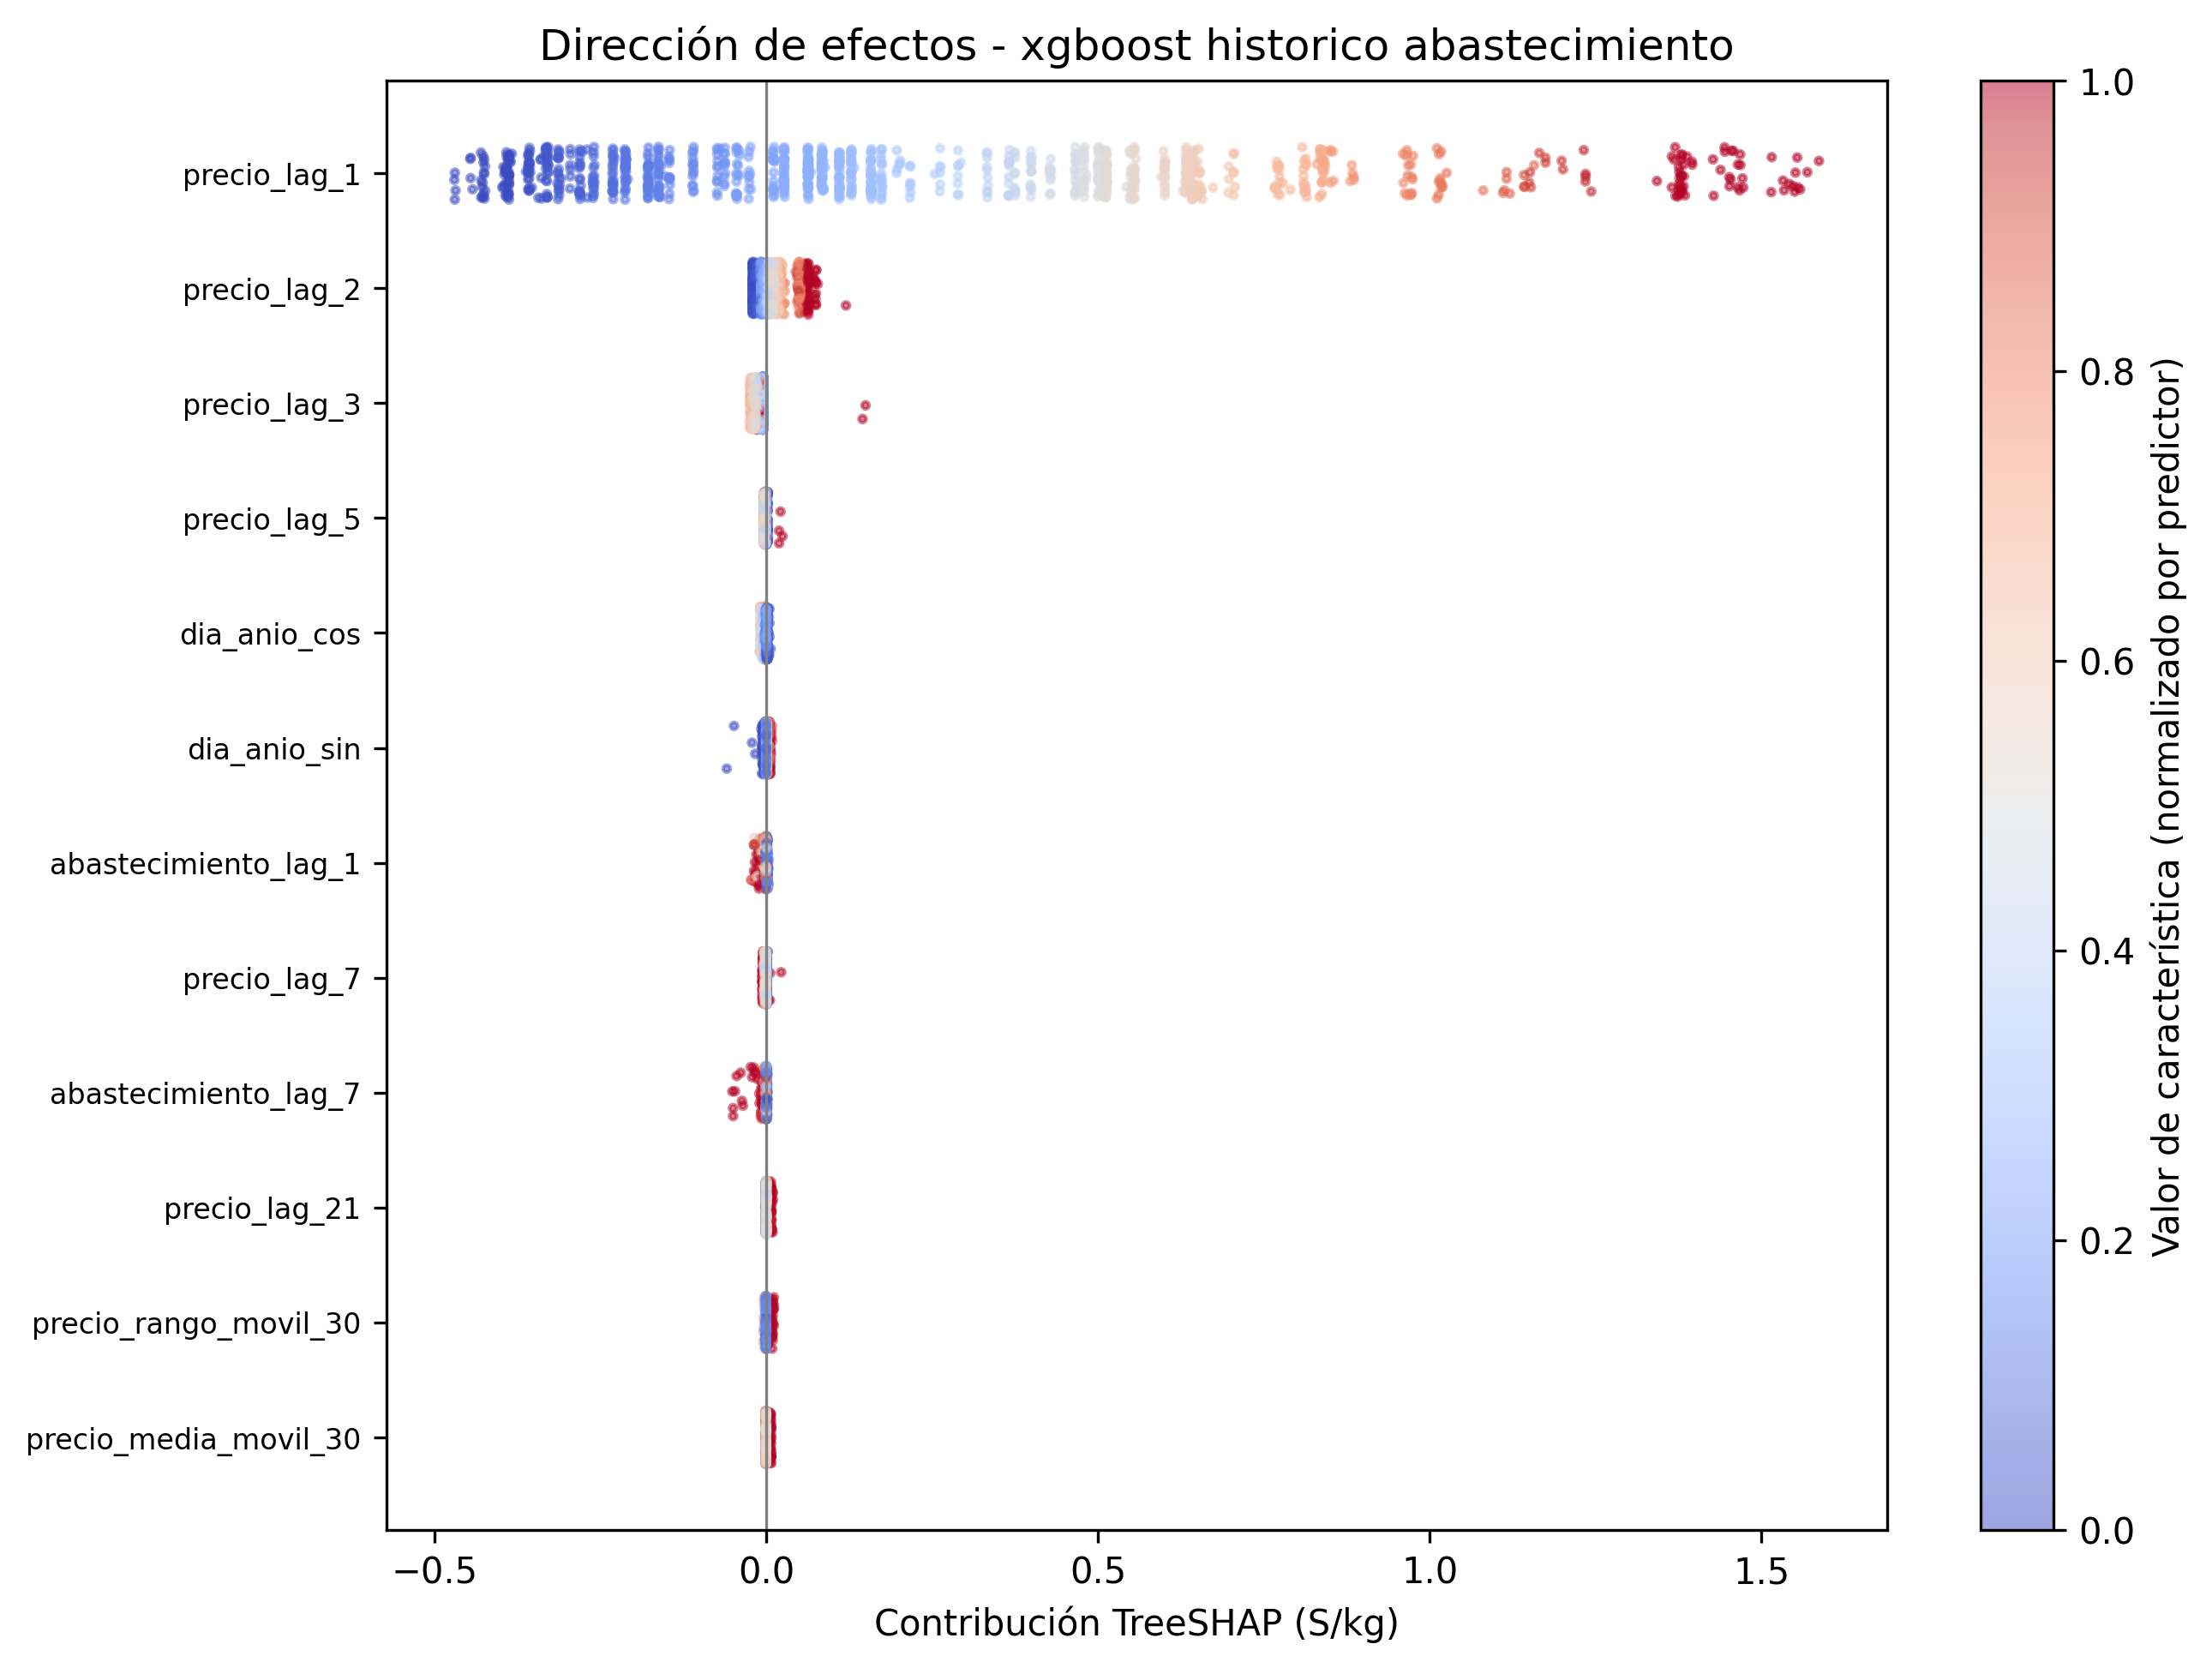 Dirección de efectos - xgboost historico abastecimiento
precio_lag_1
precio_lag_2
precio_lag_3
precio_lag_5
dia_anio_cos
dia_anio_sin
abastecimiento_lag_1
precio_lag_7
abastecimiento_lag_7
precio_lag_21
precio_rango_movil_30
precio_media_movil_30
−0.5
0.0
0.5
1.0
1.5
Contribución TreeSHAP (S/kg)
1.0
0.8
0.6
0.4
0.2
0.0
Valor de característica (normalizado por predictor)